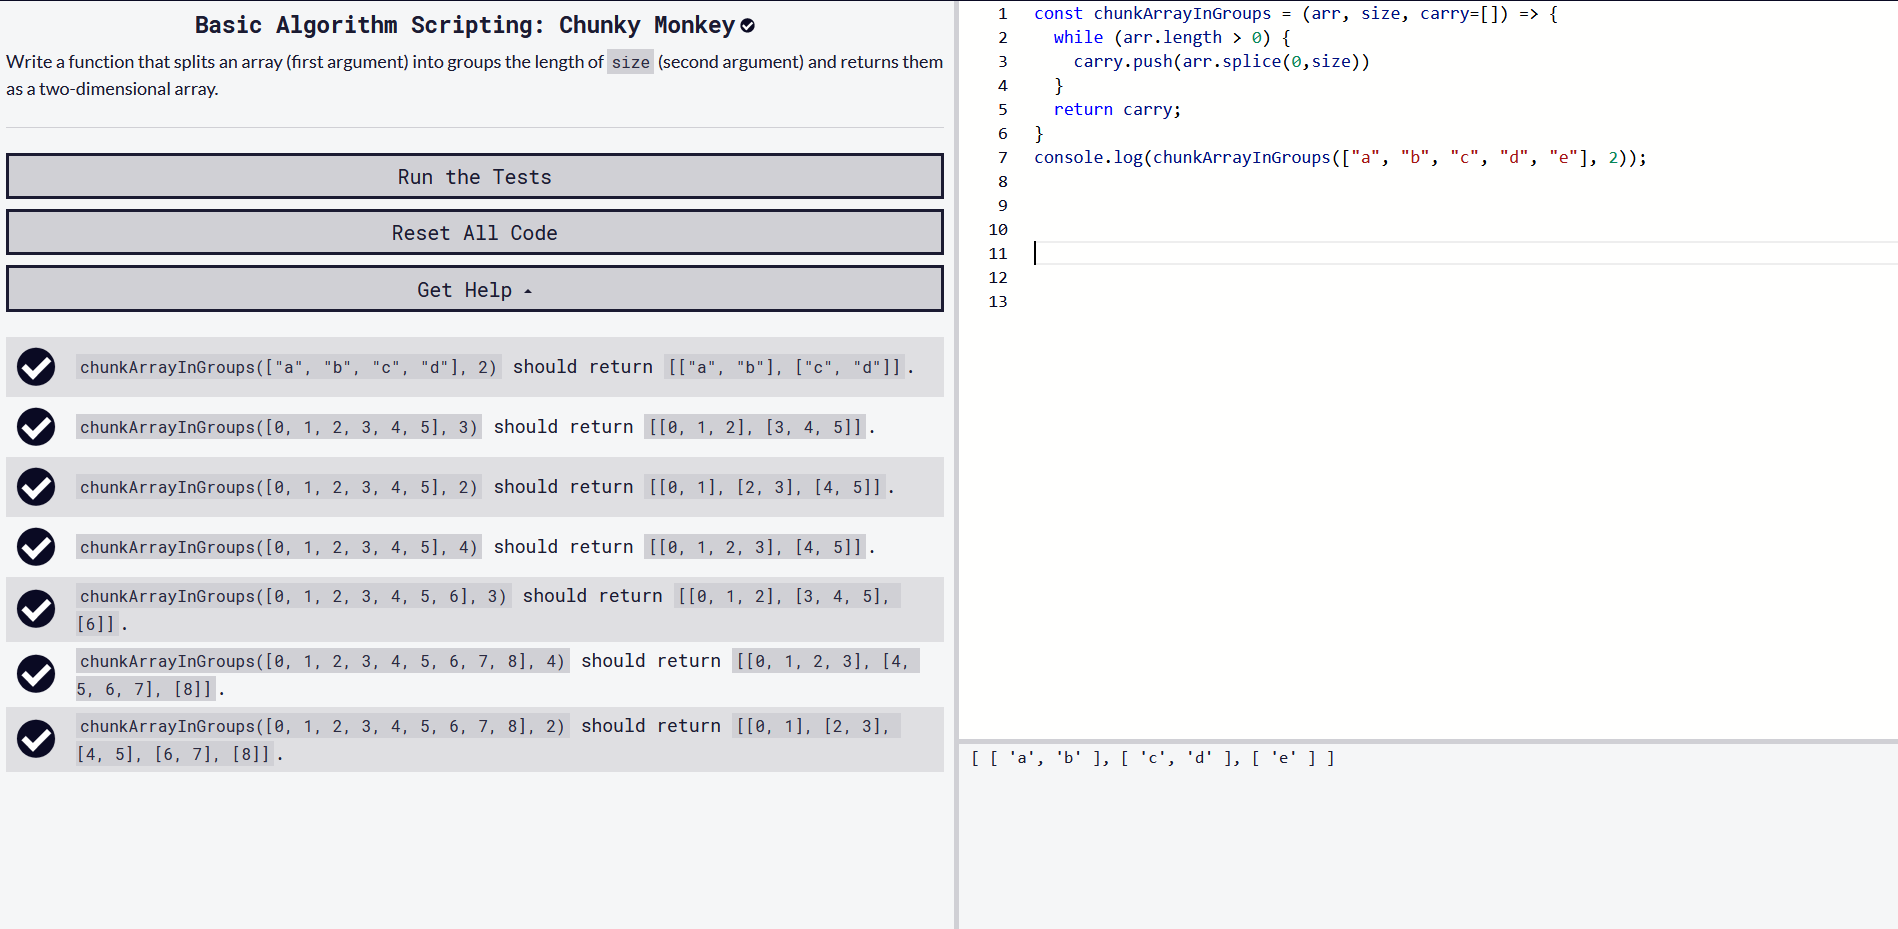 Basic Algorithm Scripting: Chunky Monkey
Write a function that splits an array (first argument) into groups the length of size (second argument) and returns them
as a two-dimensional array.
Run the Tests
Reset All Code
Get Help
chunkArrayInGroups(["a", "b", "c", "d"], 2) should return [["a", "b"], ["c", "d"]].
chunkArrayInGroups([0, 1, 2, 3, 4, 5], 3) should return [[0, 1, 2], [3, 4, 5]].
chunkArrayInGroups([0, 1, 2, 3, 4, 5], 2) should return [[0, 1], [2, 3], [4, 5]].
chunkArrayInGroups([0, 1, 2, 3, 4, 5], 4) should return [[0, 1, 2, 3], [4, 5]].
chunkArrayInGroups([0, 1, 2, 3, 4, 5, 6], 3) should return [[0, 1, 2], [3, 4, 5],
[6]].
chunkArrayInGroups([0, 1, 2, 3, 4, 5, 6, 7, 8], 4) should return [[0, 1, 2, 3], [4,
5, 6, 7], [8]].
chunkArrayInGroups([0, 1, 2, 3, 4, 5, 6, 7, 8], 2) should return [[0, 1], [2, 3],
[4, 5], [6, 7], [8]].
1 const chunkArrayInGroups = (arr, size, carry=[]) => {
2 while (arr.length > 0) {
3 carry.push(arr.splice(0,size))
4 }
5 return carry;
6 }
7 console.log(chunkArrayInGroups(["a", "b", "c", "d", "e"], 2));
8
9
10
11
12
13
[ [ 'a', 'b' ], [ 'c', 'd' ], [ 'e' ] ]